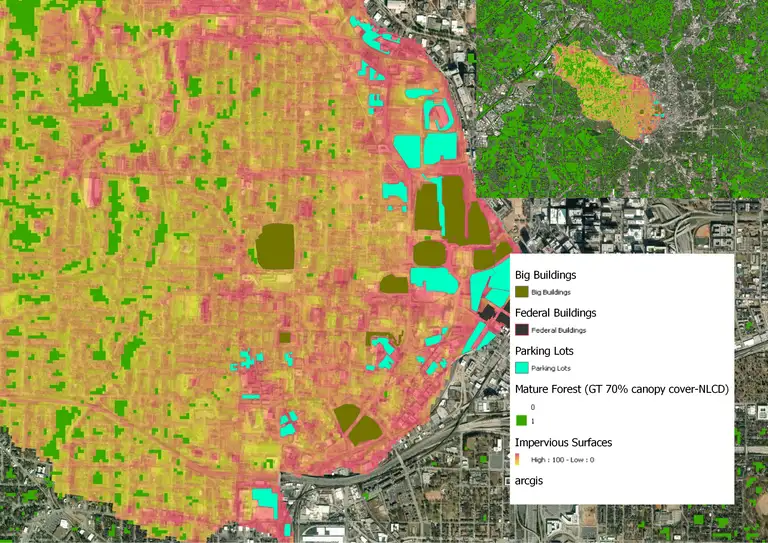 Big Buildings
Big Buildings
Federal Buildings
Federal Buildings
Parking Lots
Parking Lots
Mature Forest (GT 70% canopy cover-NLCD)
0
1
Impervious Surfaces
High : 100 - Low : 0
arcgis